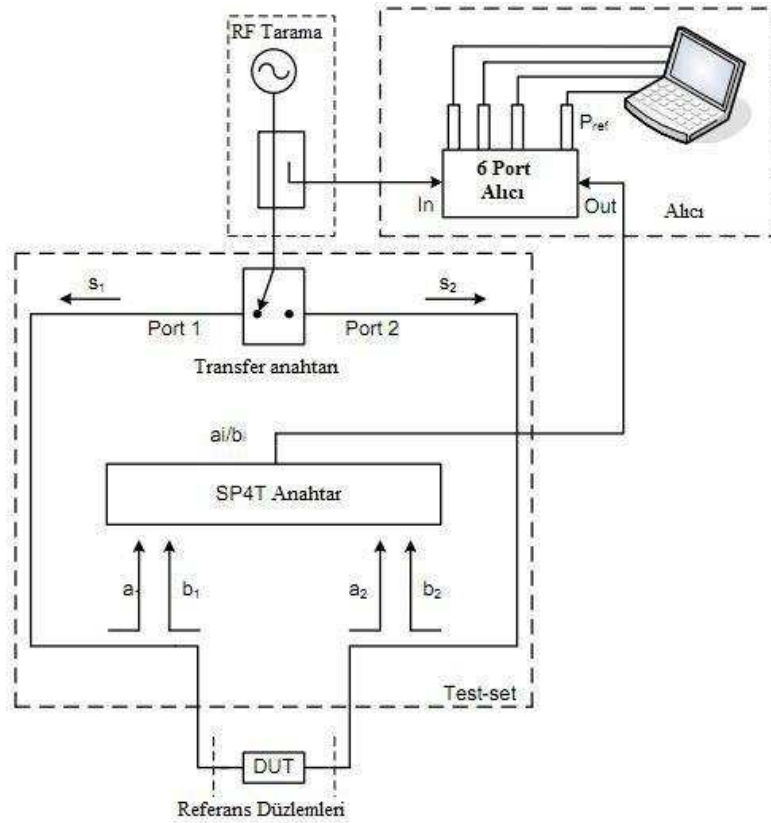 RF Tarama
Pref
6 Port
Alıcı
In
Out
Alıcı
s1
s2
Port 1
Port 2
Transfer anahtarı
ai/b
SP4T Anahtar
a1
b1
a2
b2
Test-set
DUT
Referans Düzlemleri